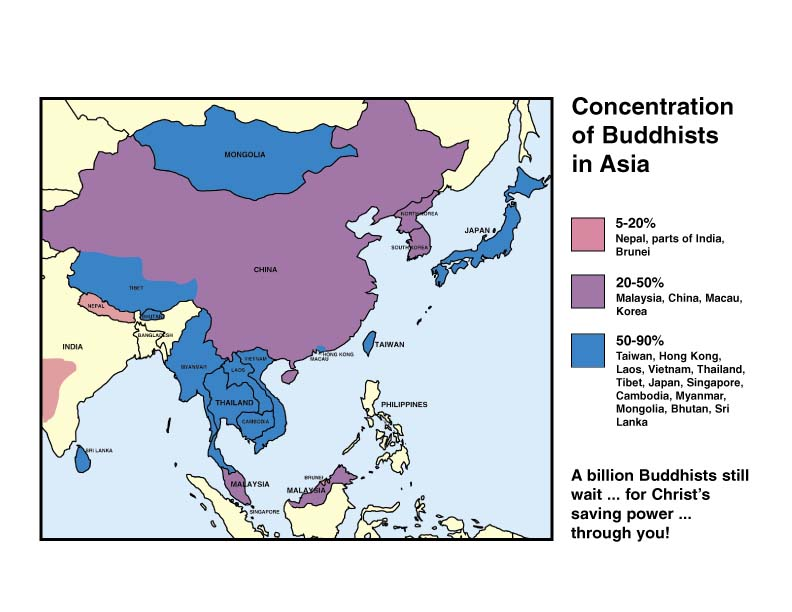 Concentration
of Buddhists
in Asia
MONGOLIA
NORTH KOREA
JAPAN
SOUTH KOREA
CHINA
TIBET
NEPAL
BHUTAN
BANGLADESH
INDIA
TAIWAN
HONG KONG
MACAU
VIETNAM
MYANMAR
LAOS
THAILAND
PHILIPPINES
CAMBODIA
SRI LANKA
BRUNEI
MALAYSIA
MALAYSIA
SINGAPORE
5-20%
Nepal, parts of India,
Brunei
20-50%
Malaysia, China, Macau,
Korea
50-90%
Taiwan, Hong Kong,
Laos, Vietnam, Thailand,
Tibet, Japan, Singapore,
Cambodia, Myanmar,
Mongolia, Bhutan, Sri
Lanka
A billion Buddhists still
wait ... for Christ's
saving power ...
through you!